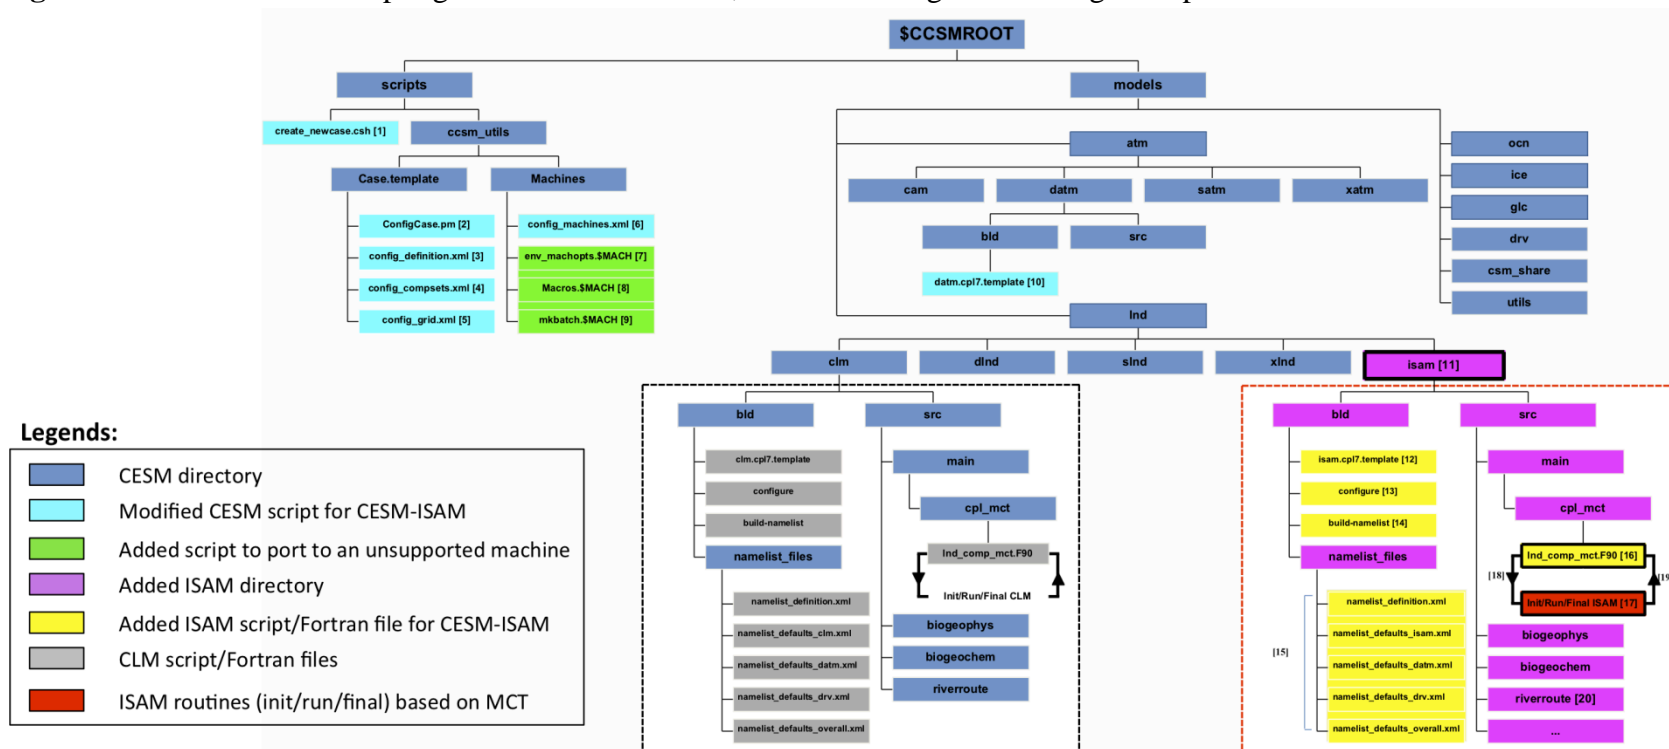 $CCSMROOT
scripts
models
create_newcase.csh [1]
ccsm_utils
atm
ocn
Case.template
Machines
cam
datm
satm
xatm
ice
glc
ConfigCase.pm [2]
config_machines.xml [6]
bld
src
drv
config_definition.xml [3]
env_machopts.$MACH [7]
csm_share
config_compsets.xml [4]
Macros.$MACH [8]
datm.cpl7.template [10]
utils
config_grid.xml [5]
mkbatch.$MACH [9]
lnd
clm
dlnd
slnd
xlnd
isam [11]
bld
src
clm.cpl7.template
main
configure
cpl_mct
build-namelist
namelist_files
lnd_comp_mct.F90
Init/Run/Final CLM
namelist_definition.xml
biogeophys
namelist_defaults_clm.xml
biogeochem
namelist_defaults_datm.xml
riverroute
namelist_defaults_drv.xml
namelist_defaults_overall.xml
bld
src
isam.cpl7.template [12]
main
configure [13]
cpl_mct
build-namelist [14]
namelist_files
lnd_comp_mct.F90 [16]
[18]
[19
Init/Run/Final ISAM [17]
[15]
namelist_definition.xml
biogeophys
namelist_defaults_isam.xml
biogeochem
namelist_defaults_datm.xml
riverroute [20]
namelist_defaults_drv.xml
...
namelist_defaults_overall.xml
Legends:
CESM directory
Modified CESM script for CESM-ISAM
Added script to port to an unsupported machine
Added ISAM directory
Added ISAM script/Fortran file for CESM-ISAM
CLM script/Fortran files
ISAM routines (init/run/final) based on MCT